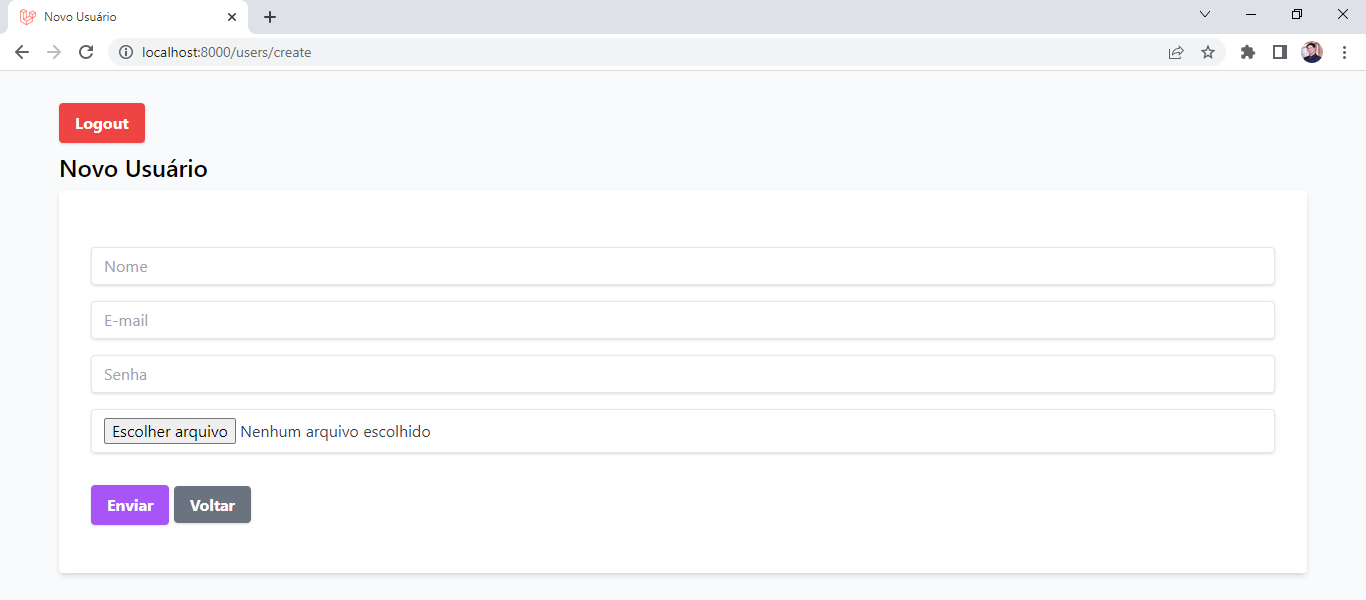 Novo Usuário
localhost:8000/users/create
Logout
Novo Usuário
Nome
E-mail
Senha
Escolher arquivo Nenhum arquivo escolhido
Enviar Voltar